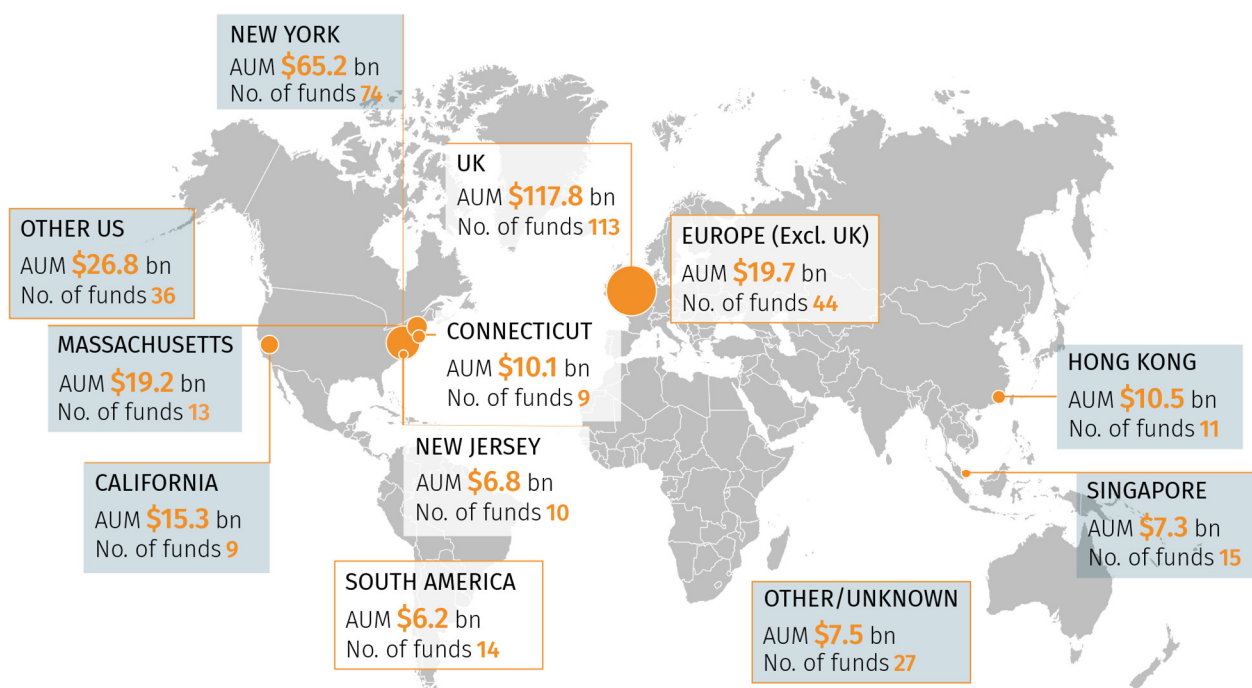 NEW YORK
AUM $65.2 bn
No. of funds 74
UK
AUM $117.8 bn
No. of funds 113
OTHER US
AUM $26.8 bn
No. of funds 36
EUROPE (Excl. UK)
AUM $19.7 bn
No. of funds 44
MASSACHUSETTS
AUM $19.2 bn
No. of funds 13
CONNECTICUT
AUM $10.1 bn
No. of funds 9
HONG KONG
AUM $10.5 bn
No. of funds 11
NEW JERSEY
AUM $6.8 bn
No. of funds 10
CALIFORNIA
AUM $15.3 bn
No. of funds 9
SINGAPORE
AUM $7.3 bn
No. of funds 15
SOUTH AMERICA
AUM $6.2 bn
No. of funds 14
OTHER/UNKNOWN
AUM $7.5 bn
No. of funds 27